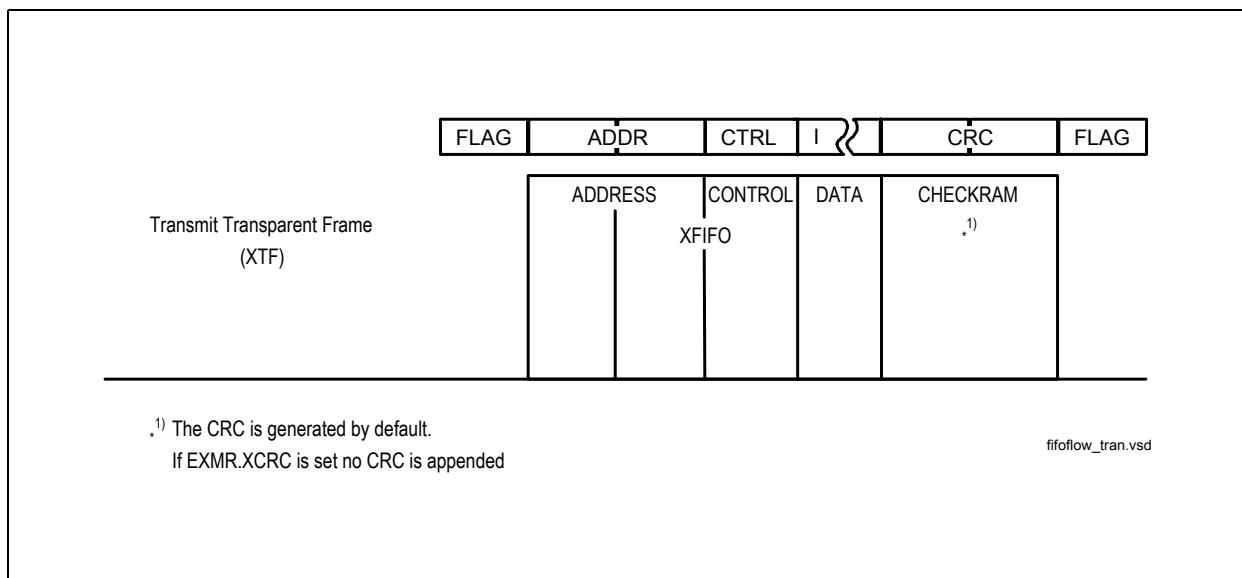 FLAG ADDR CTRL I CRC FLAG
ADDRESS CONTROL DATA CHECKRAM
Transmit Transparent Frame XFIFO *1)
(XTF)
*1) The CRC is generated by default.
If EXMR.XCRC is set no CRC is appended
fifoflow_tran.vsd